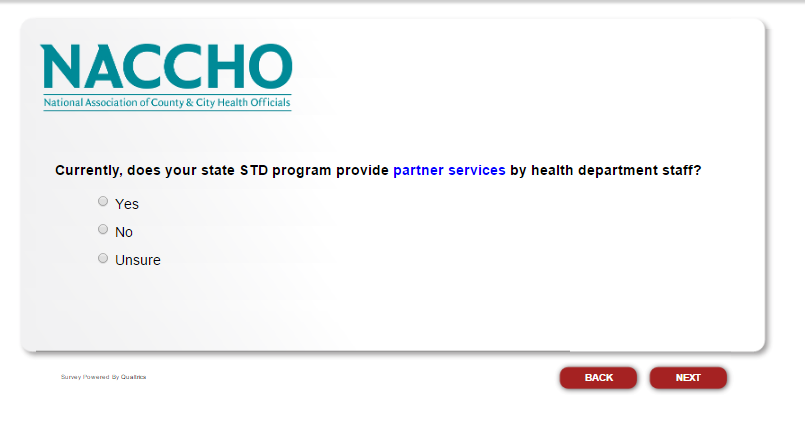 NACCHO
National Association of County & City Health Officials
Currently, does your state STD program provide partner services by health department staff?
Yes
No
Unsure
Survey Powered By Qualtrics
BACK
NEXT